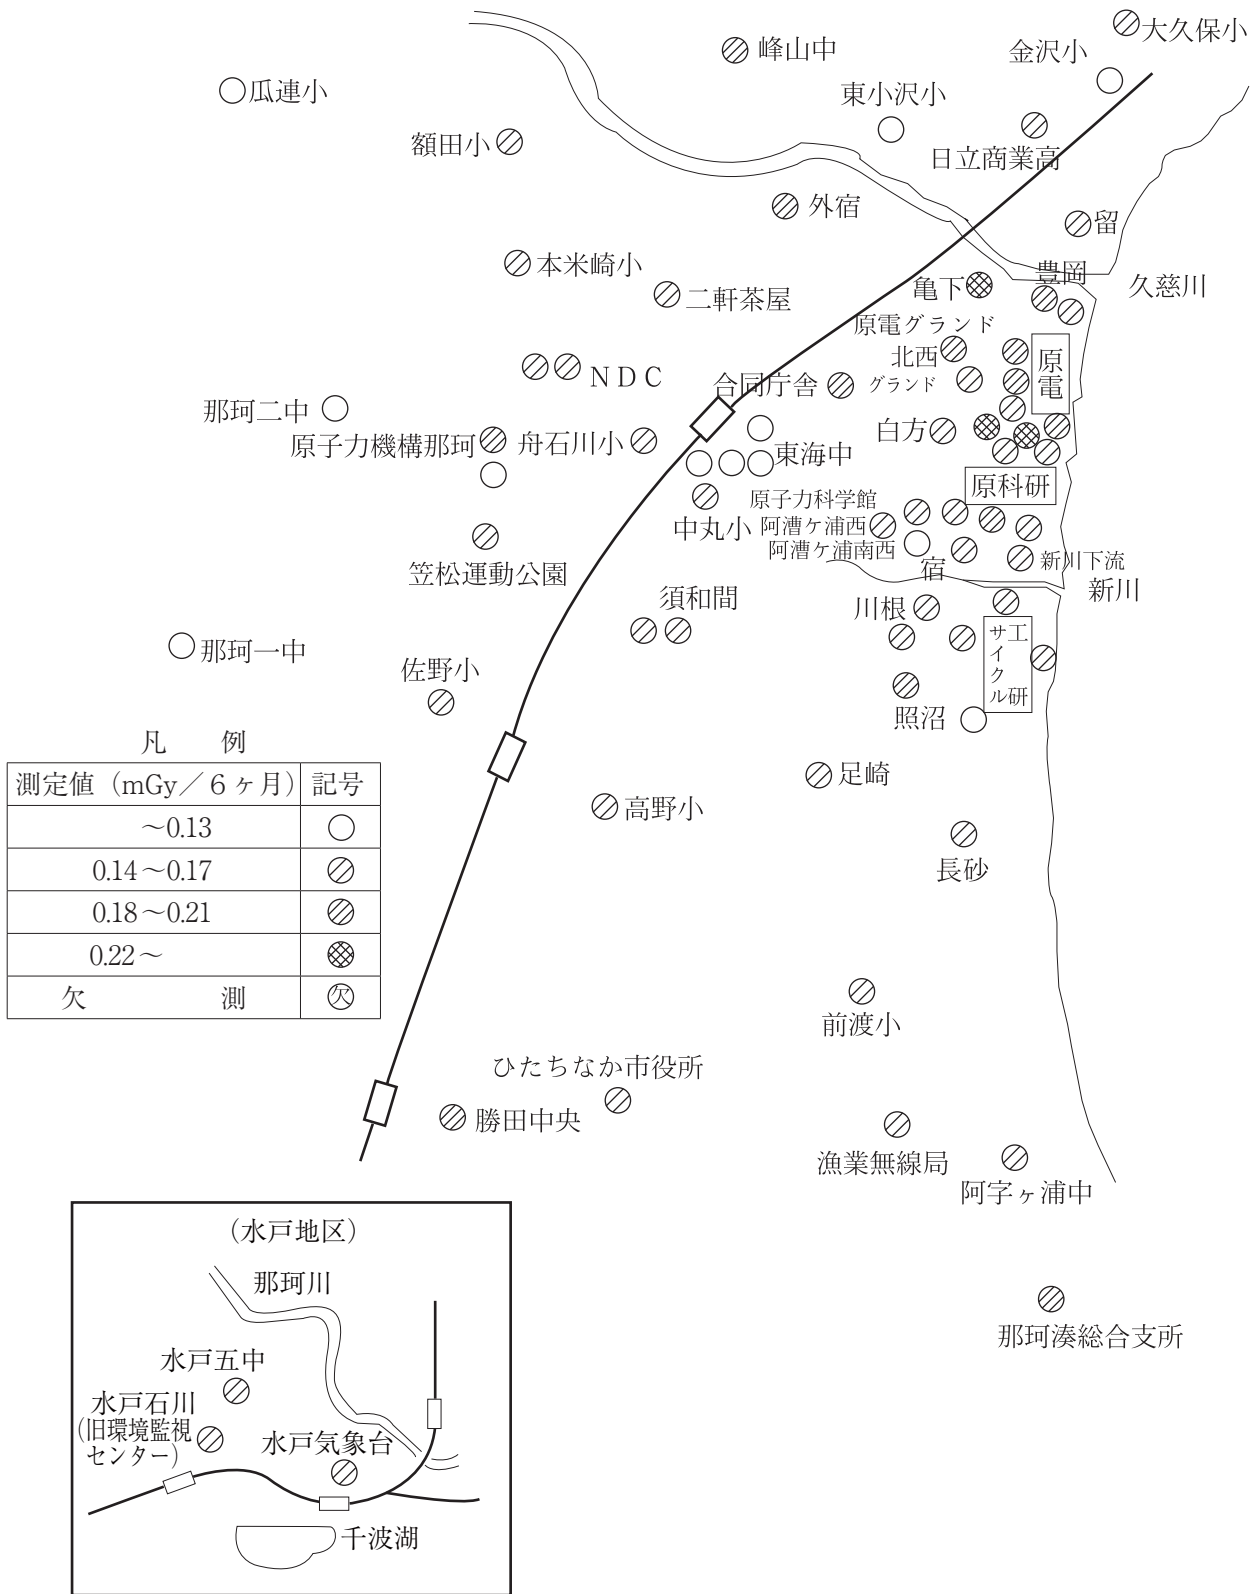 大久保小
峰山中
金沢小
瓜連小
東小沢小
額田小
日立商業高
外宿
留
本米崎小
豊岡
久慈川
二軒茶屋
亀下
原電グランド
北西
原電
NDC
合同庁舎
グランド
那珂二中
原子力機構那珂
舟石川小
白方
東海中
原科研
原子力科学館
中丸小
阿漕ケ浦西
阿漕ケ浦南西
新川下流
笠松運動公園
宿
新川
須和間
川根
サイクル工研
那珂一中
佐野小
照沼
凡 例
測定値(mGy/6ヶ月) 記号
~0.13
0.14~0.17
0.18~0.21
0.22~
欠 測 欠
足崎
高野小
長砂
前渡小
ひたちなか市役所
勝田中央
漁業無線局
阿字ヶ浦中
那珂湊総合支所
(水戸地区)
那珂川
水戸五中
水戸石川
(旧環境監視
センター)
水戸気象台
千波湖